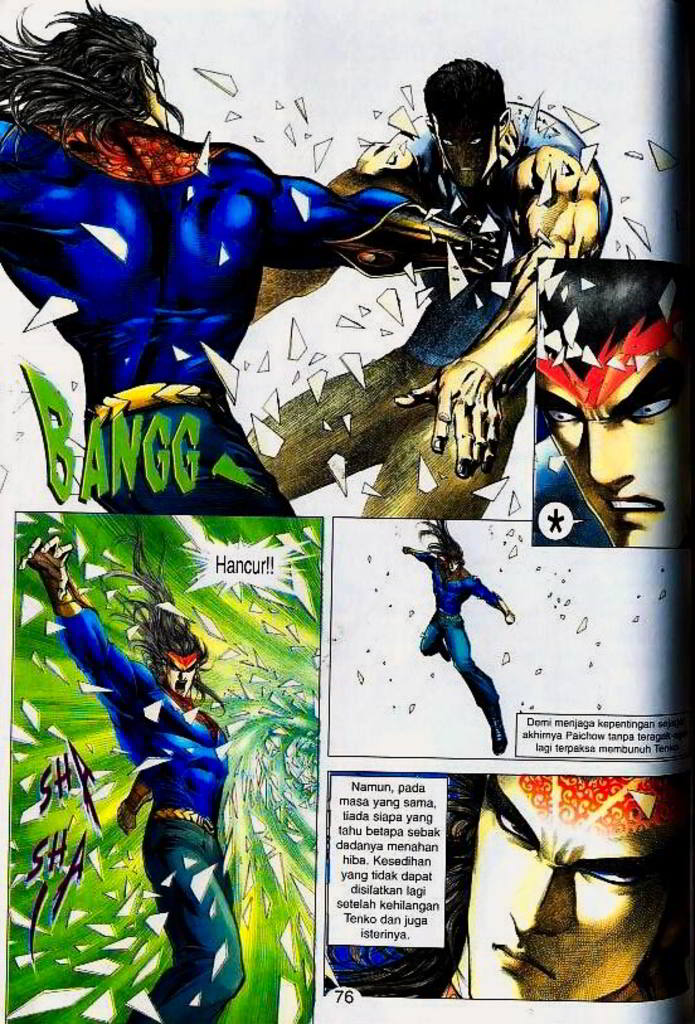 BANGG
*
Hancur!!
SHA
SHA
Demi menjaga kepentingan
akhirnya Paichow tanpa
lagi terpaksa membunuh Tenko
Namun, pada
masa yang sama,
tiada siapa yang
tahu betapa sebak
dadanya menahan
hiba. Kesedihan
yang tidak dapat
disifatkan lagi
setelah kehilangan
Tenko dan juga
isterinya.
76